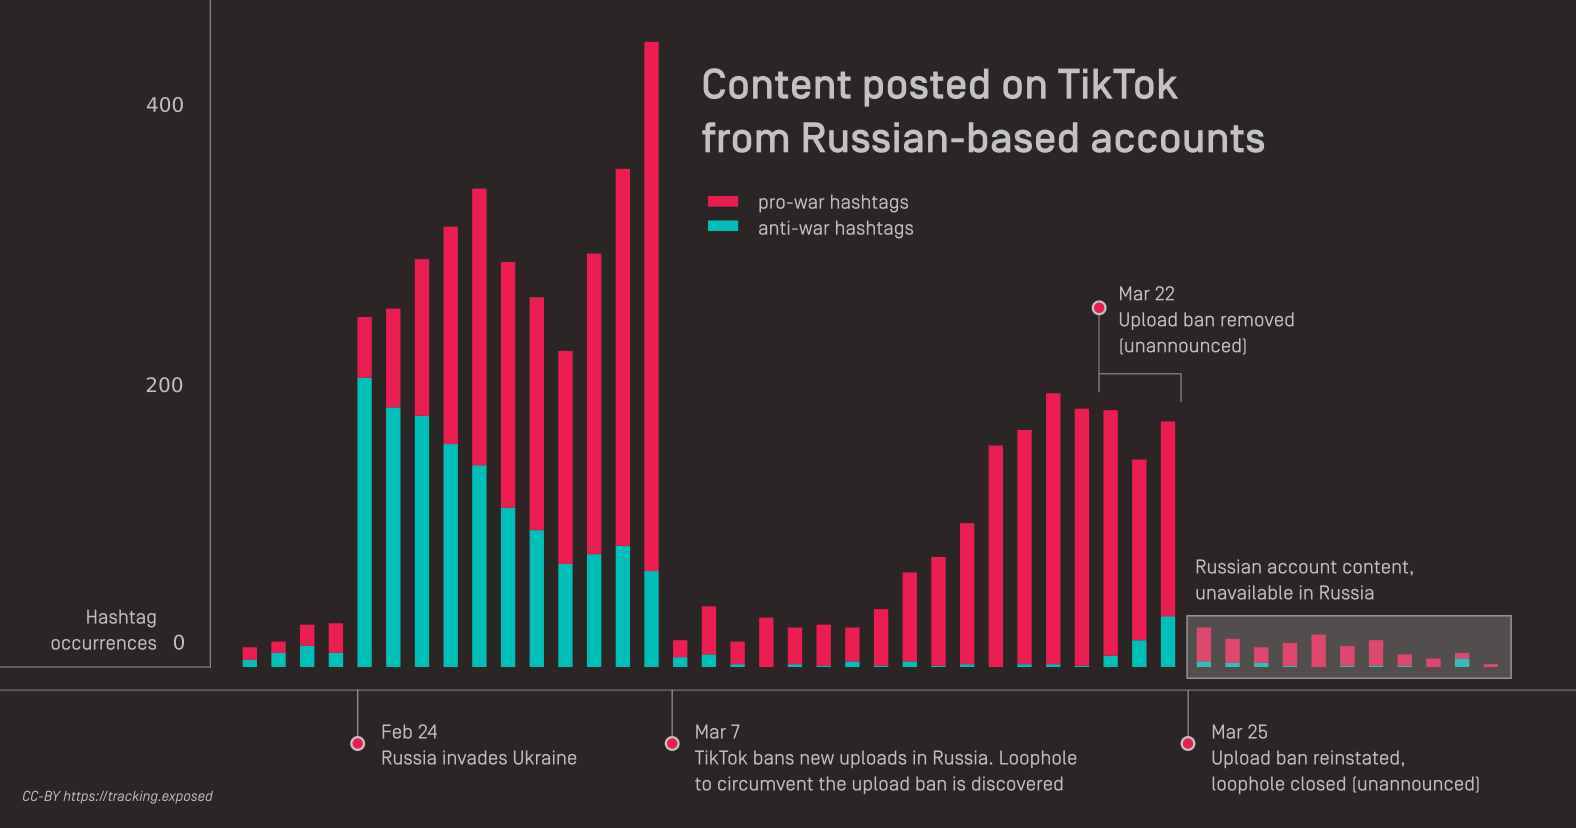 400
Content posted on TikTok
from Russian-based accounts
pro-war hashtags
anti-war hashtags
Mar 22
Upload ban removed
(unannounced)
200
Russian account content,
unavailable in Russia
Hashtag
occurrences 0
Feb 24
Russia invades Ukraine
Mar 7
TikTok bans new uploads in Russia. Loophole
to circumvent the upload ban is discovered
Mar 25
Upload ban reinstated,
loophole closed (unannounced)
CC-BY https://tracking.exposed